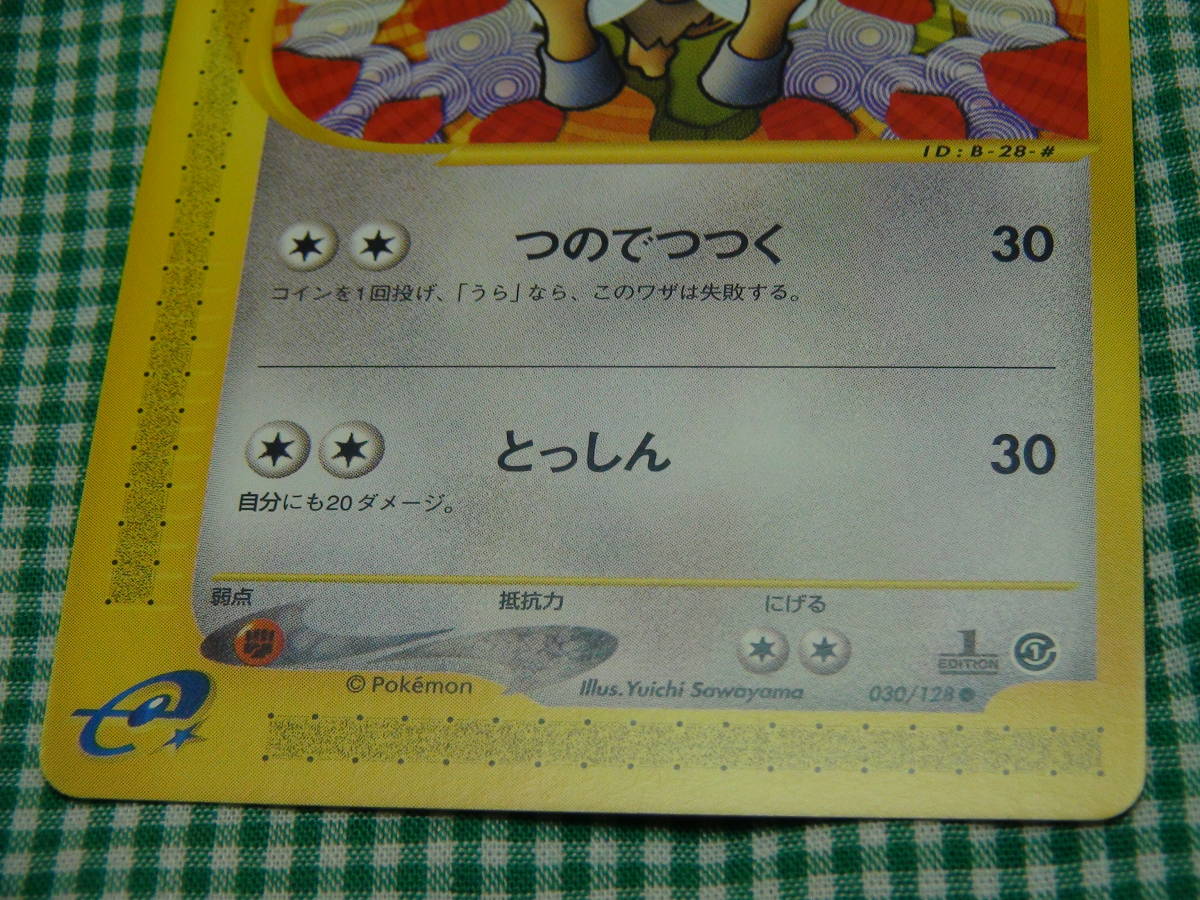 ID:B-28-#
つのでつつく 30
コインを1回投げ、「うら」なら、このワザは失敗する。
とっしん 30
自分にも20ダメージ。
弱点 抵抗力 にげる
1 EDITION
© Pokémon Illus.Yuichi Sawayama 030/128 ●